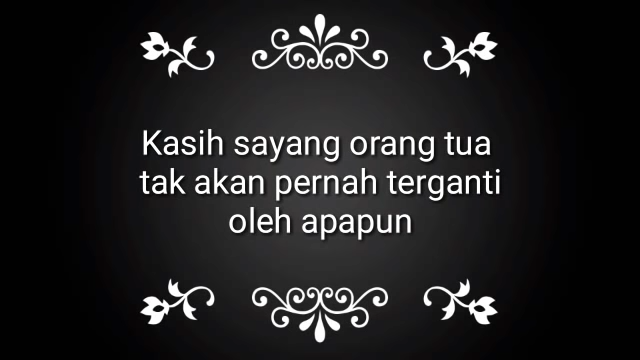 Kasih sayang orang tua
tak akan pernah terganti
oleh apapun